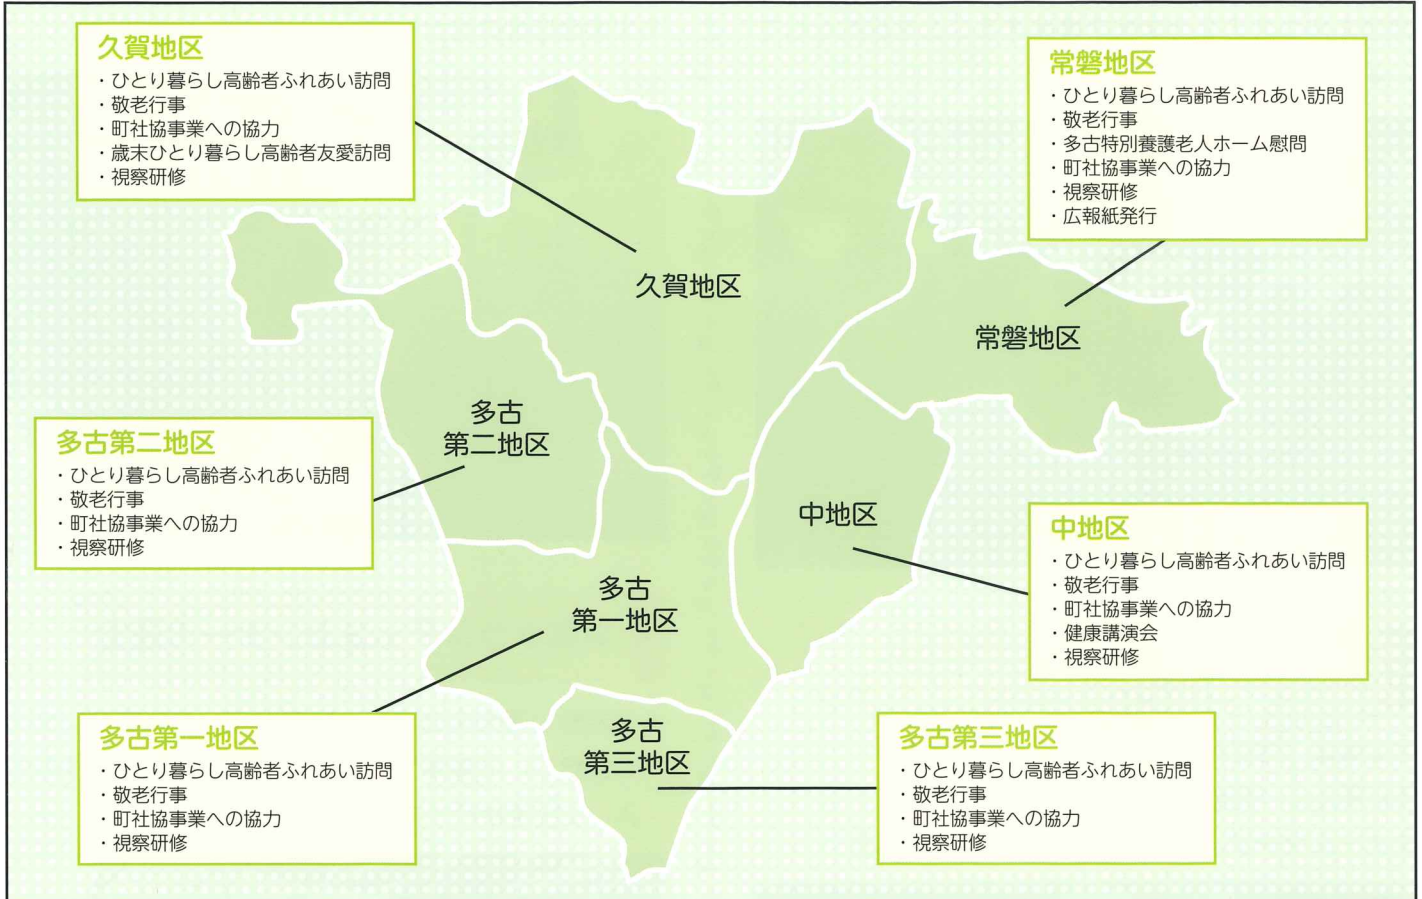 久賀地区
・ひとり暮らし高齢者ふれあい訪問
・敬老行事
・町社協事業への協力
・歳末ひとり暮らし高齢者友愛訪問
・視察研修
常磐地区
・ひとり暮らし高齢者ふれあい訪問
・敬老行事
・多古特別養護老人ホーム慰問
・町社協事業への協力
・視察研修
・広報紙発行
久賀地区
常磐地区
多古
第二地区
多古第二地区
・ひとり暮らし高齢者ふれあい訪問
・敬老行事
・町社協事業への協力
・視察研修
中地区
中地区
・ひとり暮らし高齢者ふれあい訪問
・敬老行事
・町社協事業への協力
・健康講演会
・視察研修
多古
第一地区
多古第一地区
・ひとり暮らし高齢者ふれあい訪問
・敬老行事
・町社協事業への協力
・視察研修
多古
第三地区
多古第三地区
・ひとり暮らし高齢者ふれあい訪問
・敬老行事
・町社協事業への協力
・視察研修